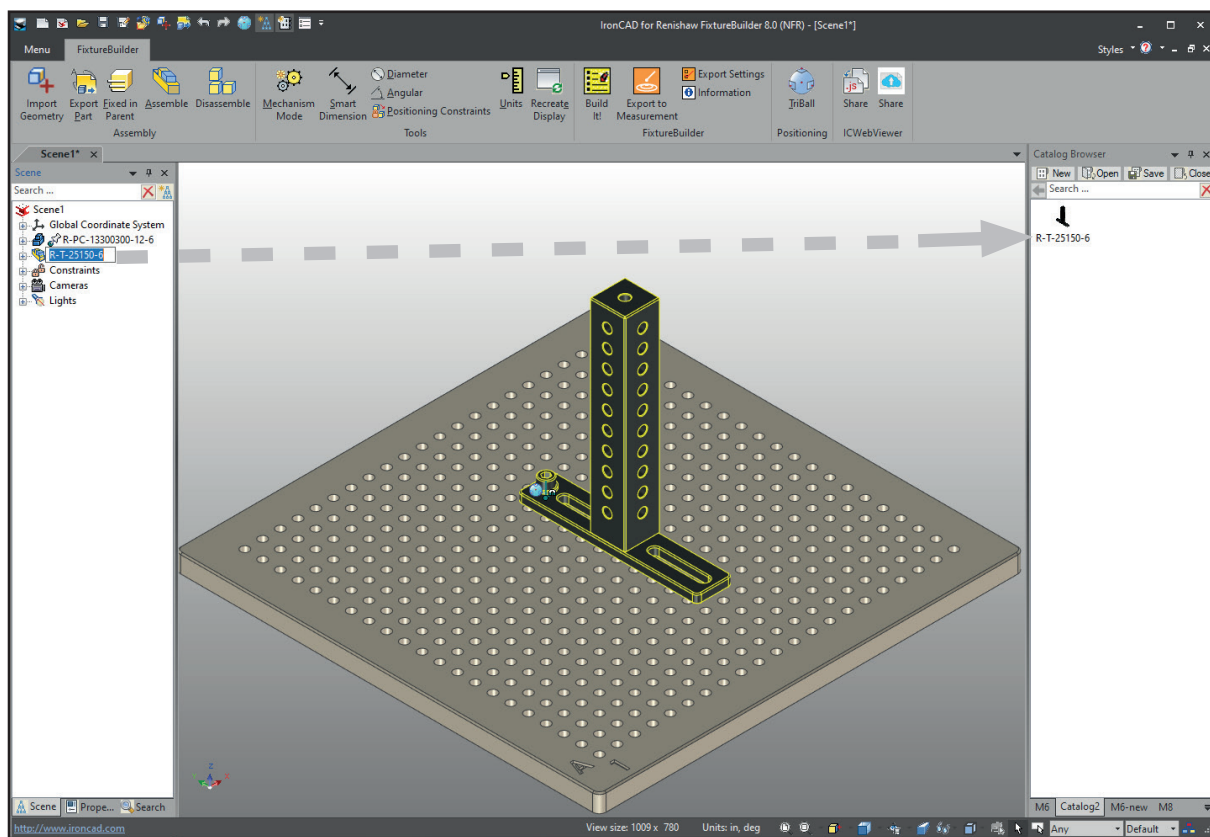 IronCAD for Renishaw FixtureBuilder 8.0 (NFR) - [Scene1*]
Menu FixtureBuilder Styles
Import Geometry
Export Part
Fixed in Parent
Assemble
Disassemble
Assembly
Mechanism Mode
Smart Dimension
Diameter
Angular
Positioning Constraints
Units
Recreate Display
Tools
Build It!
Export to Measurement
Export Settings
Information
FixtureBuilder
TriBall
Positioning
.js
Share
Share
ICWebViewer
Scene1*
Scene
Search ...
Scene1
Global Coordinate System
R-PC-13300300-12-6
R-T-25150-6
Constraints
Cameras
Lights
A 1
Z
Catalog Browser
New Open Save Close
Search ...
R-T-25150-6
Scene Prope... Search
M6 Catalog2 M6-new M8
http://www.ironcad.com
View size: 1009 x 780 Units: in, deg
Any Default